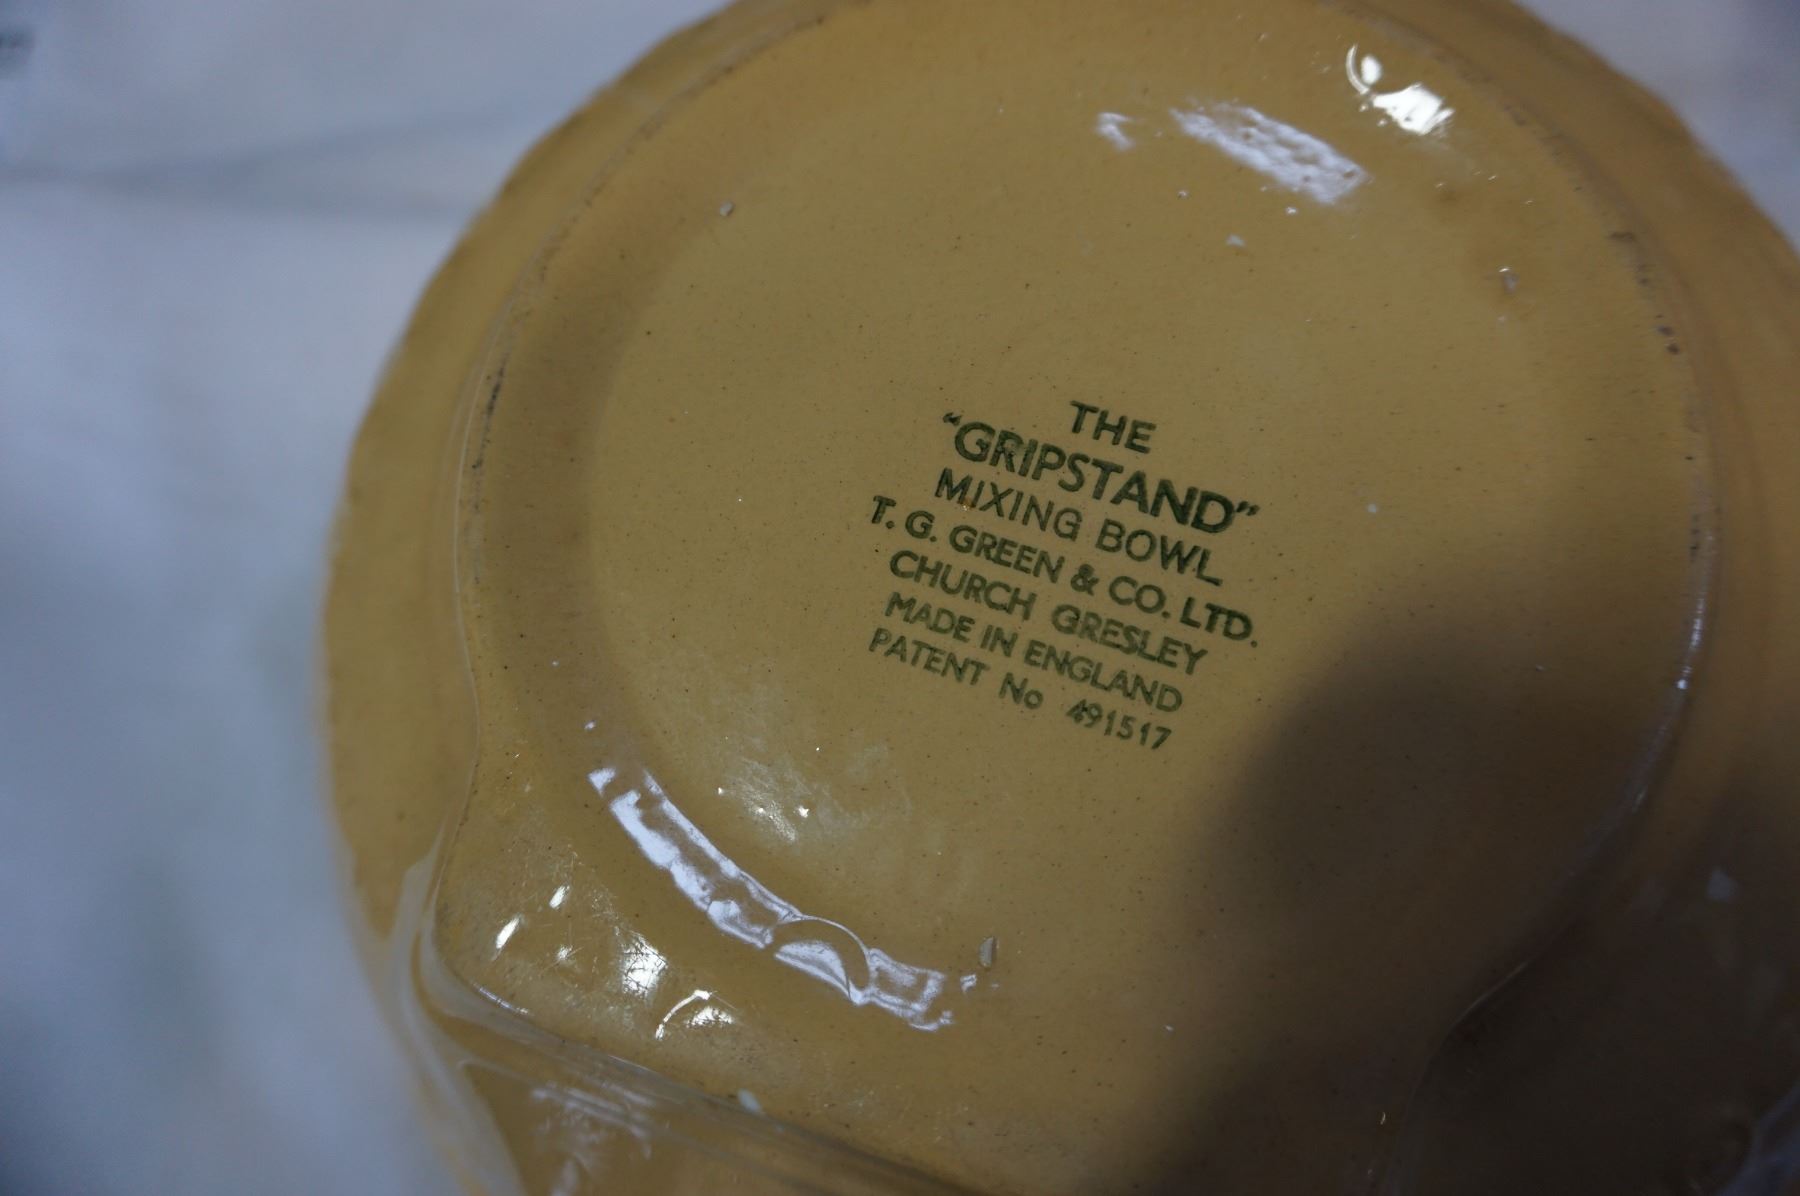 THE
“GRIPSTAND”
MIXING BOWL
T. G. GREEN & CO. LTD.
CHURCH GRESLEY
MADE IN ENGLAND
PATENT No 491517